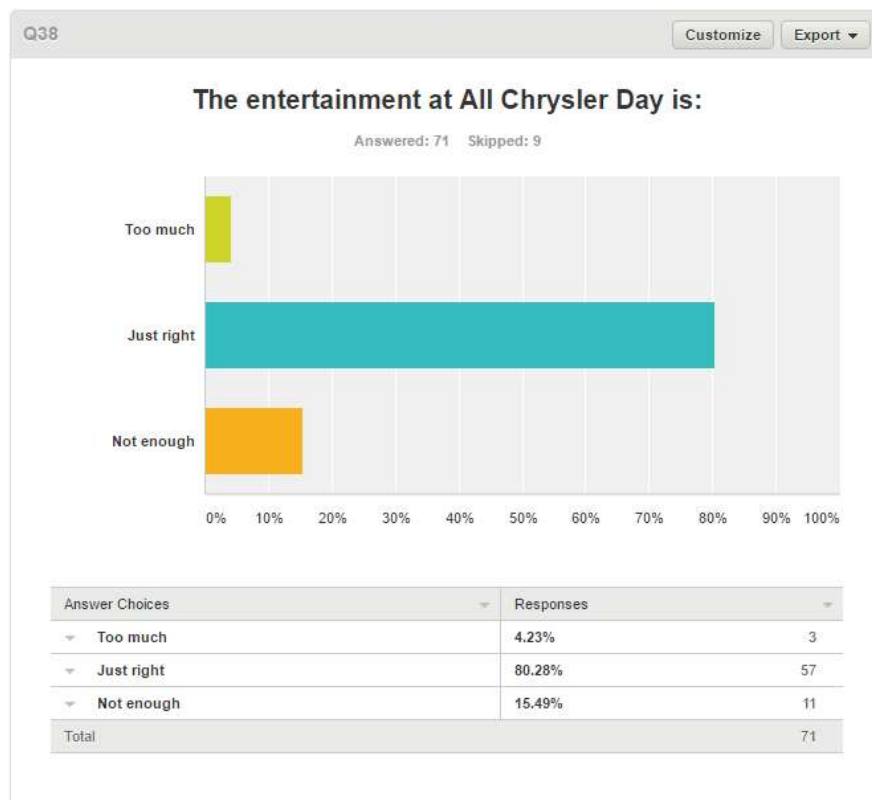 Q38 Customize Export
The entertainment at All Chrysler Day is:
Answered: 71 Skipped: 9
Too much
Just right
Not enough
0% 10% 20% 30% 40% 50% 60% 70% 80% 90% 100%
Answer Choices Responses
Too much 4.23% 3
Just right 80.28% 57
Not enough 15.49% 11
Total 71